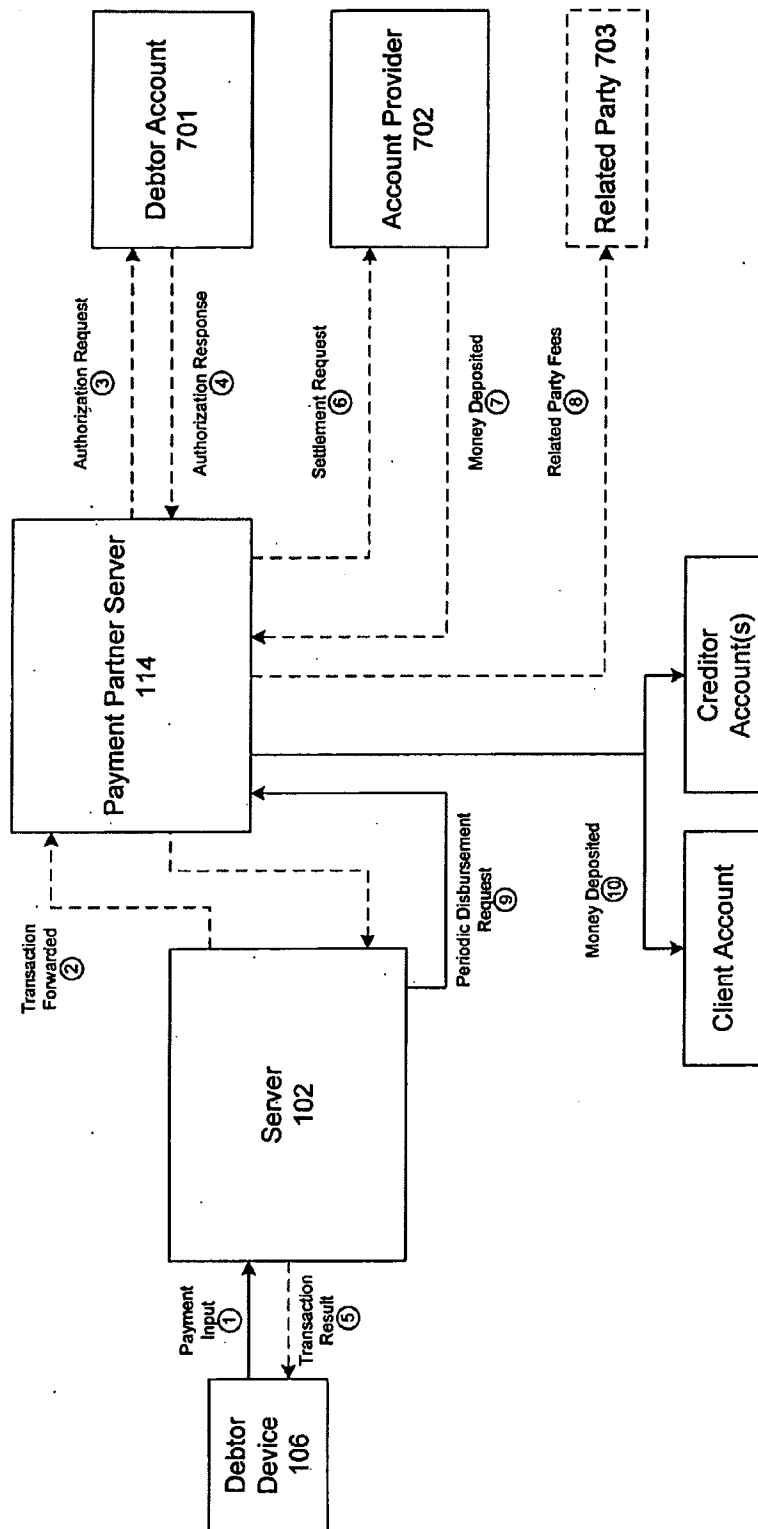 Debtor
Device
106
Payment
Input
1
Transaction
Result
5
Server
102
Transaction
Forwarded
2
Periodic Disbursement
Request
9
Payment Partner Server
114
Authorization Request
3
Authorization Response
4
Settlement Request
6
Money Deposited
7
Related Party Fees
8
Money Deposited
10
Debtor Account
701
Account Provider
702
Related Party 703
Client Account
Creditor
Account(s)